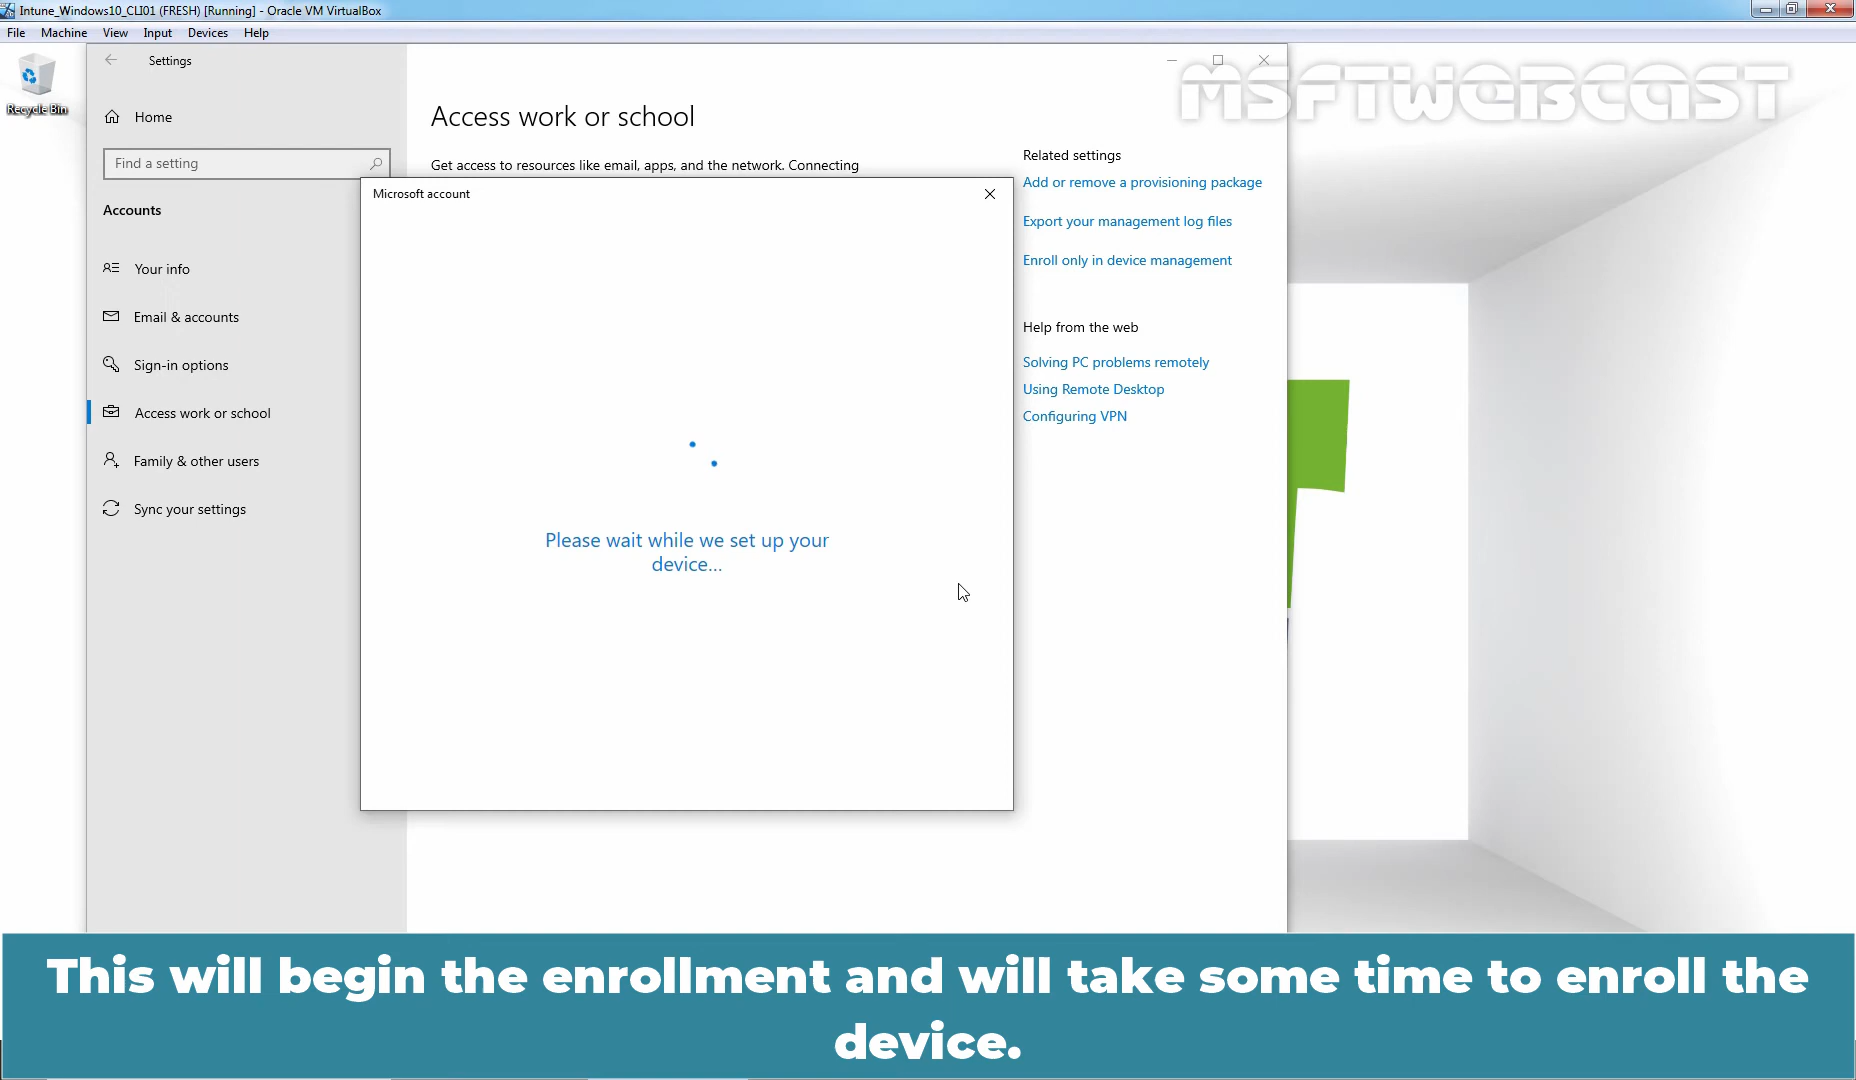 Intune_Windows10_CLI01 (FRESH) [Running] - Oracle VM VirtualBox
File Machine View Input Devices Help
Recycle Bin
Settings
Home
Find a setting
Accounts
Your info
Email & accounts
Sign-in options
Access work or school
Family & other users
Sync your settings
Access work or school
Get access to resources like email, apps, and the network. Connecting
Microsoft account
Please wait while we set up your
device...
MSFTWEBCAST
Related settings
Add or remove a provisioning package
Export your management log files
Enroll only in device management
Help from the web
Solving PC problems remotely
Using Remote Desktop
Configuring VPN
This will begin the enrollment and will take some time to enroll the
device.